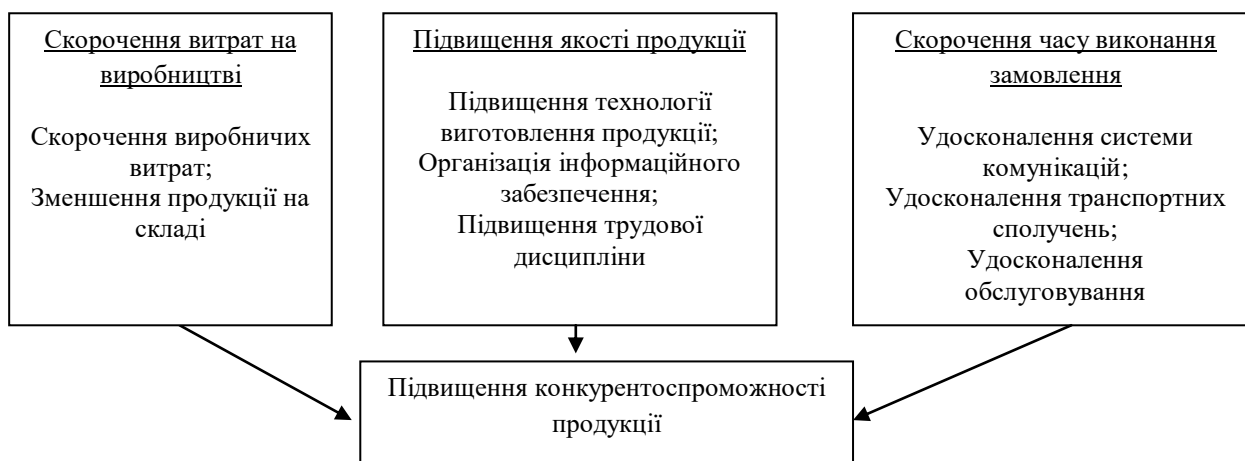 Скорочення витрат на
виробництві
Скорочення виробничих
витрат;
Зменшення продукції на
складі
Підвищення якості продукції
Підвищення технології
виготовлення продукції;
Організація інформаційного
забезпечення;
Підвищення трудової
дисципліни
Скорочення часу виконання
замовлення
Удосконалення системи
комунікацій;
Удосконалення транспортних
сполучень;
Удосконалення
обслуговування
Підвищення конкурентоспроможності
продукції